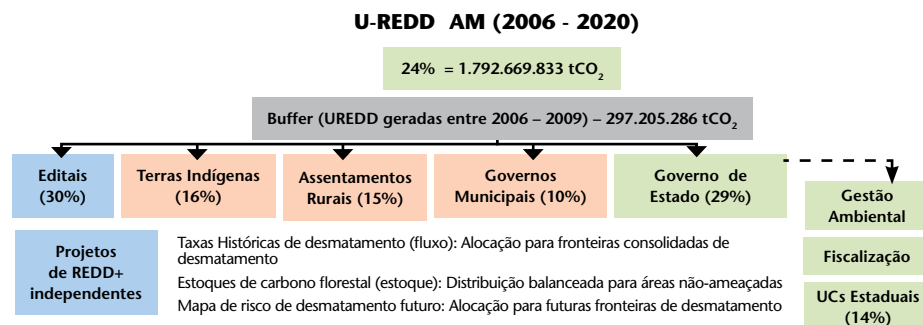 U-REDD AM (2006 - 2020)
24% = 1.792.669.833 tCO₂
Buffer (UREDD geradas entre 2006 – 2009) – 297.205.286 tCO₂
Editais
(30%)
Terras Indígenas
(16%)
Assentamentos
Rurais (15%)
Governos
Municipais (10%)
Governo de
Estado (29%)
Gestão
Ambiental
Fiscalização
UCs Estaduais
(14%)
Projetos
de REDD+
independentes
Taxas Históricas de desmatamento (fluxo): Alocação para fronteiras consolidadas de
desmatamento
Estoques de carbono florestal (estoque): Distribuição balanceada para áreas não-ameaçadas
Mapa de risco de desmatamento futuro: Alocação para futuras fronteiras de desmatamento